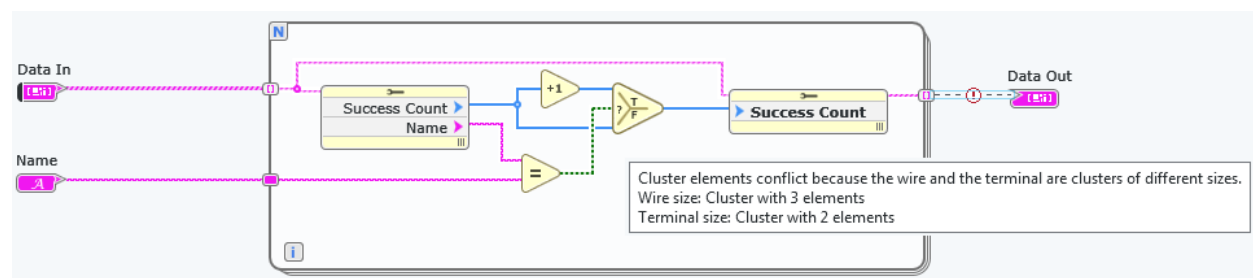 N
Data In
Success Count
Name
+1
?
T
F
Success Count
Data Out
Name
A
=
Cluster elements conflict because the wire and the terminal are clusters of different sizes.
Wire size: Cluster with 3 elements
Terminal size: Cluster with 2 elements
i